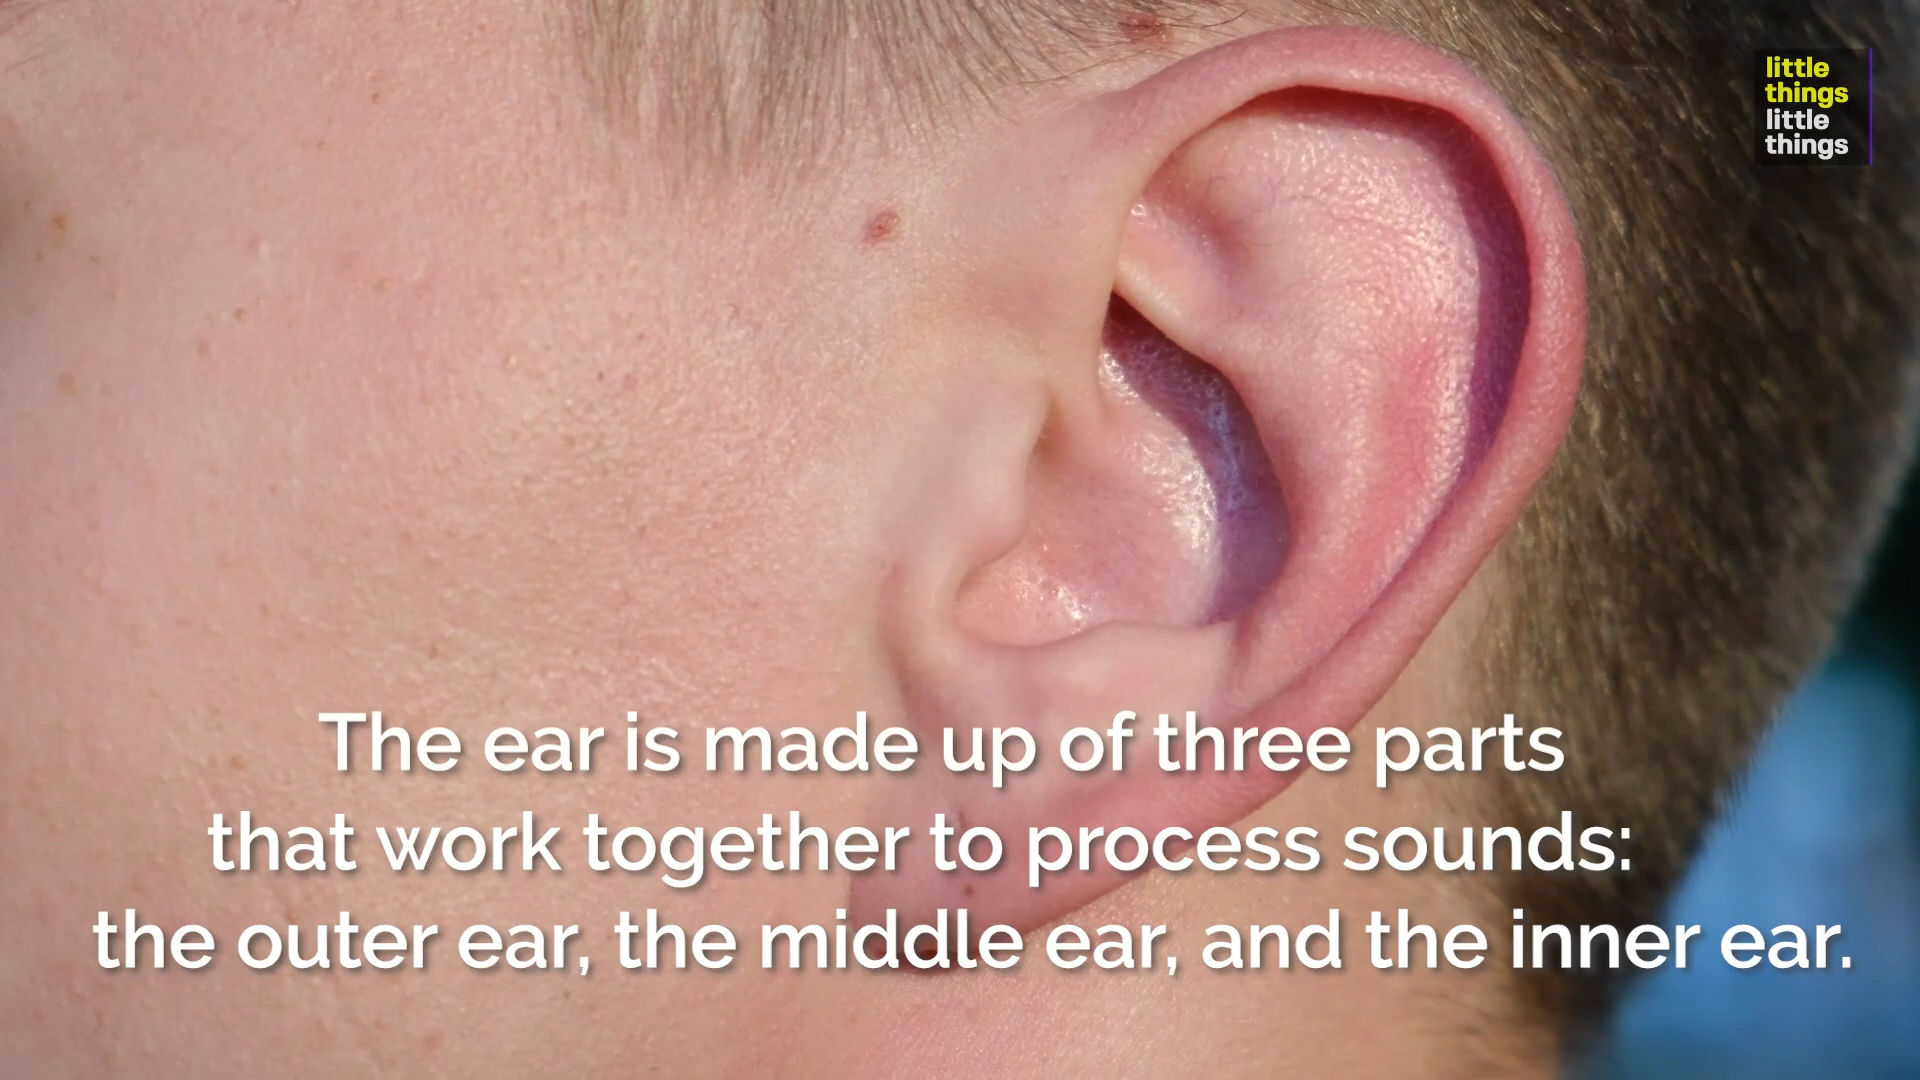 little
things
little
things
The ear is made up of three parts
that work together to process sounds:
the outer ear, the middle ear, and the inner ear.